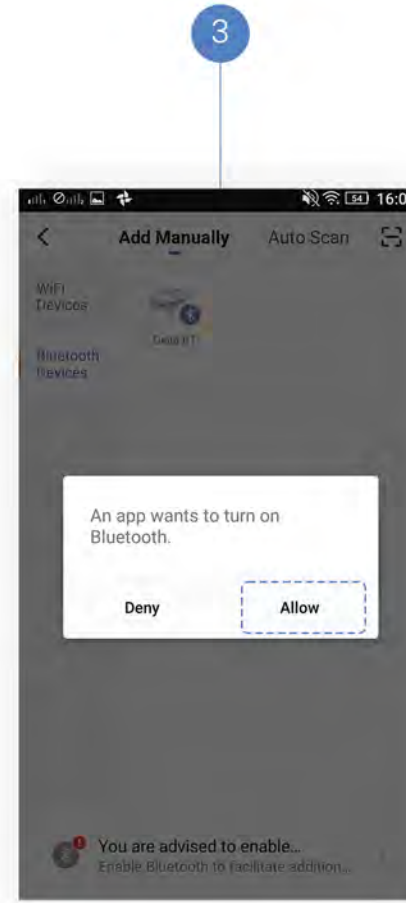 3
54 16:0
Add Manually Auto Scan
WiFi
Devices
Bluetooth
Devices
An app wants to turn on
Bluetooth.
Deny Allow
You are advised to enable...
Enable Bluetooth to facilitate addition...